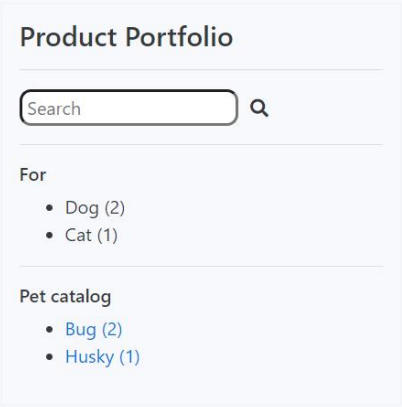 Product Portfolio
Search
For
Dog (2)
Cat (1)
Pet catalog
Bug (2)
Husky (1)